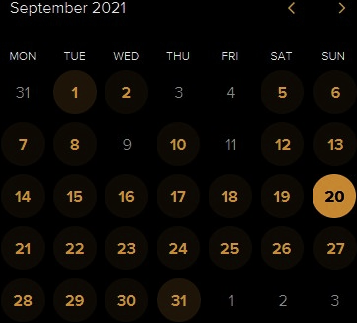 September 2021
MON TUE WED THU FRI SAT SUN
31 1 2 3 4 5 6
7 8 9 10 11 12 13
14 15 16 17 18 19 20
21 22 23 24 25 26 27
28 29 30 31 1 2 3